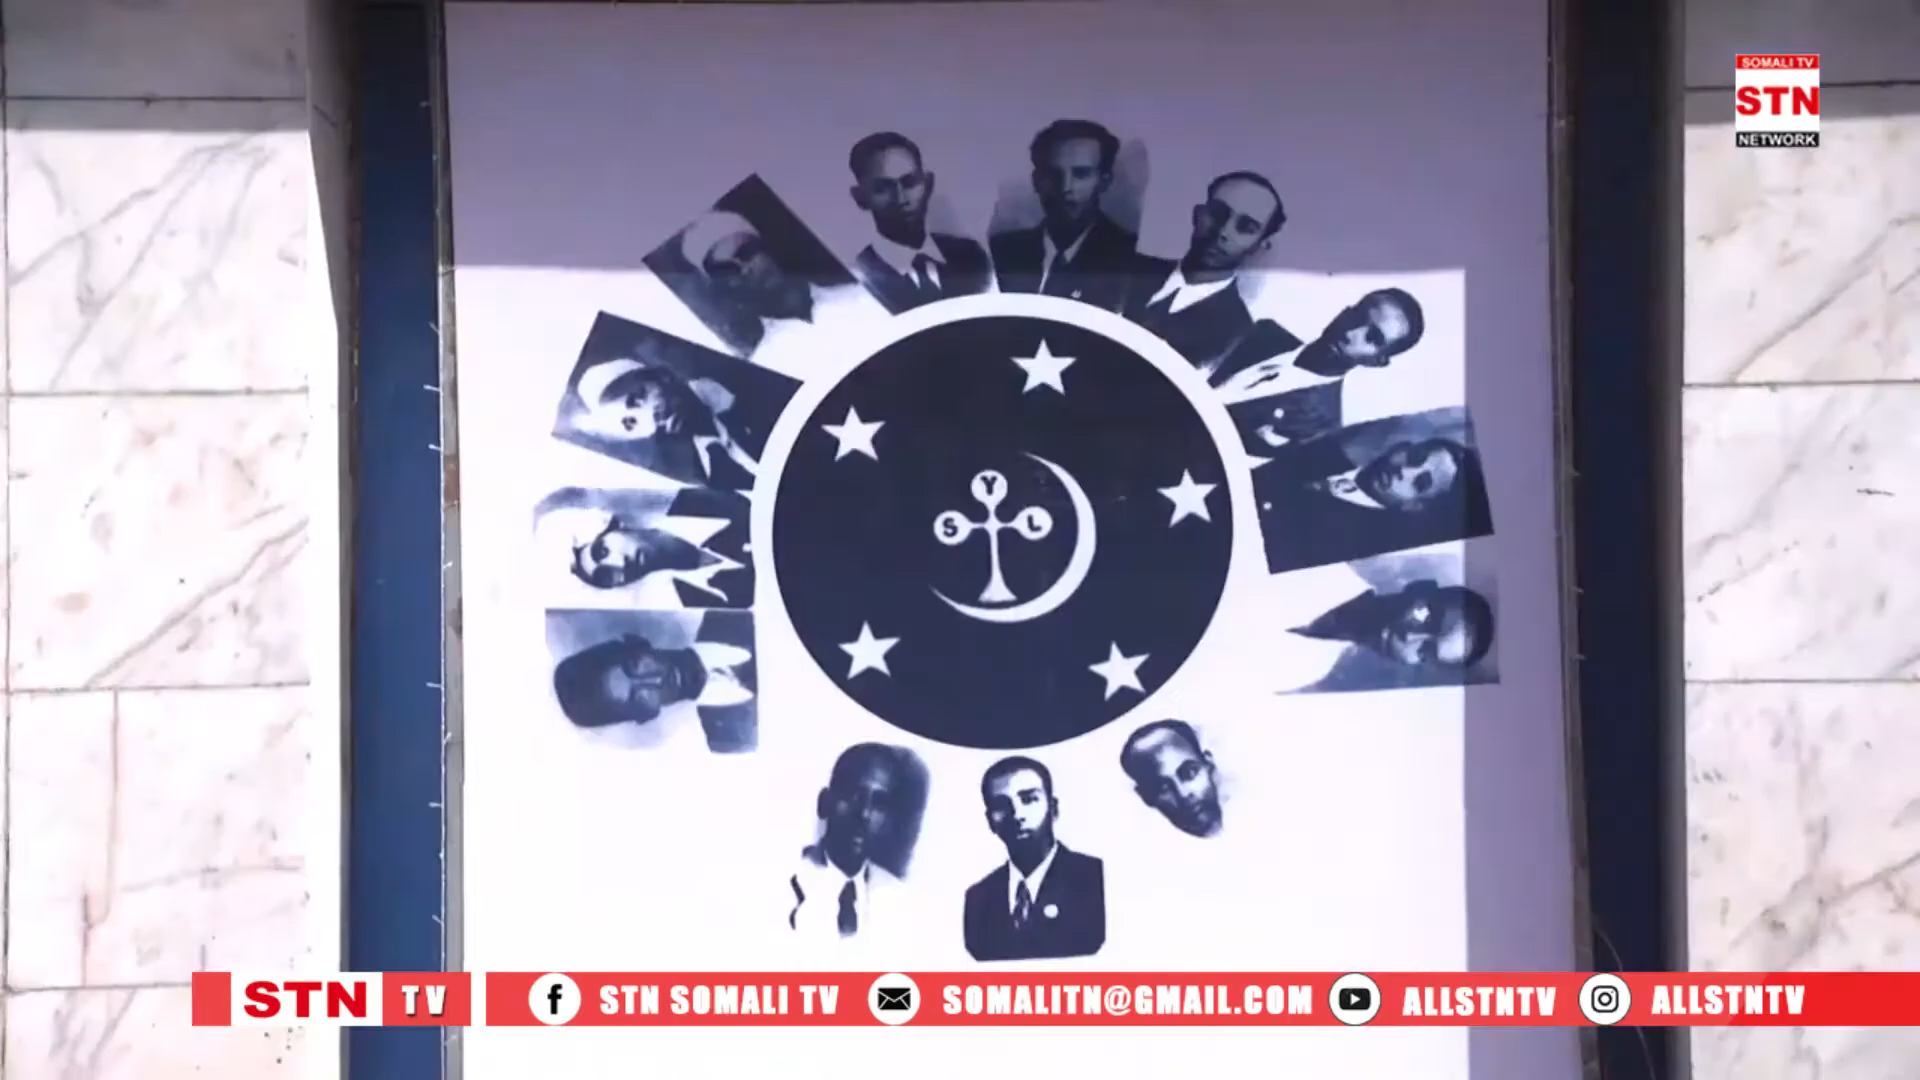 SOMALI TV
STN
NETWORK
Y
S L
STN TV
STN SOMALI TV
SOMALITN@GMAIL.COM
ALLSTNTV
ALLSTNTV